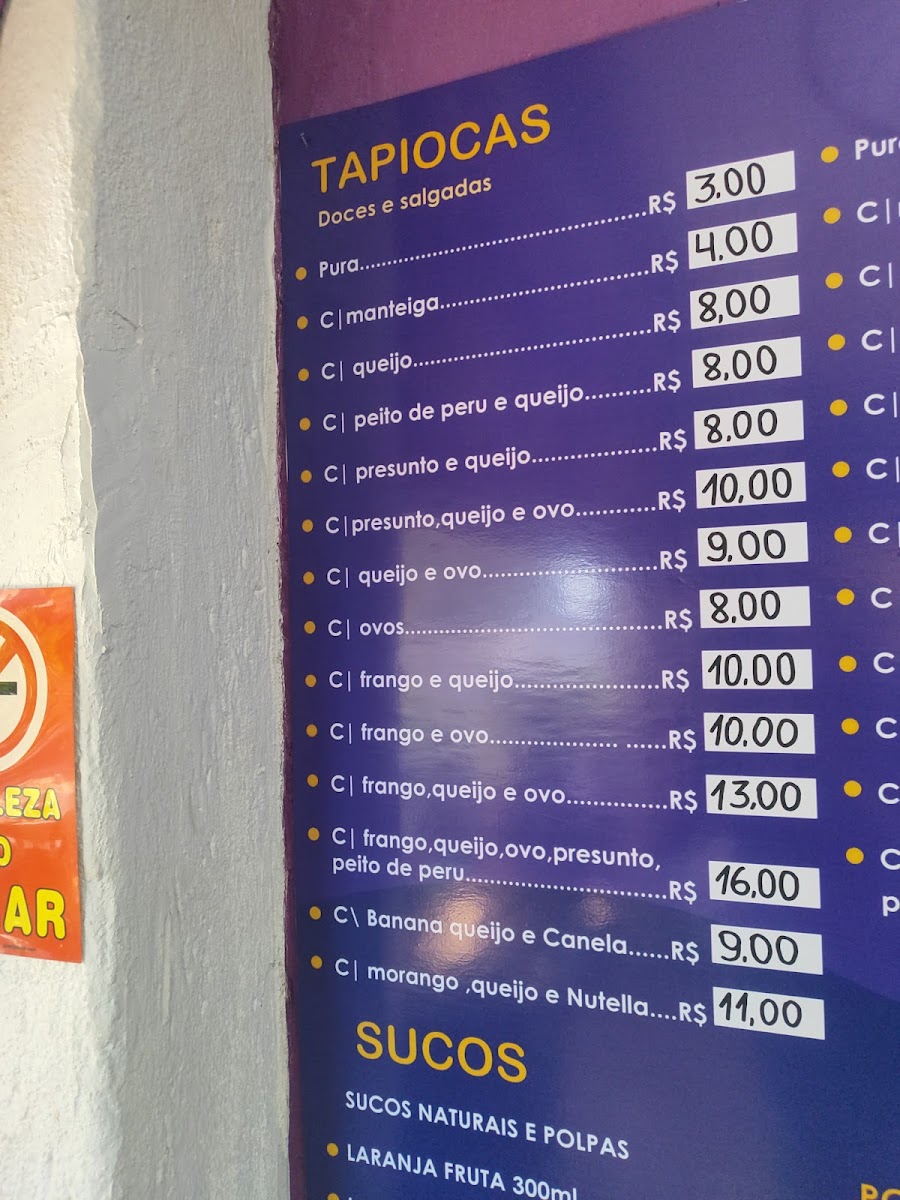 TAPIOCAS
Doces e salgadas
Pura..................................................R$ 3.00
C|manteiga....................................R$ 4.00
C| queijo........................................R$ 8,00
C| peito de peru e queijo...........R$ 8,00
C| presunto e queijo.....................R$ 8.00
C|presunto,queijo e ovo.............R$ 10,00
C| queijo e ovo..............................R$ 9.00
C| ovos...........................................R$ 8,00
C| frango e queijo........................R$ 10.00
C| frango e ovo..................... ......R$ 10.00
C| frango,queijo e ovo................R$ 13,00
C| frango,queijo,ovo,presunto,
peito de peru.................................R$ 16,00
C\ Banana queijo e Canela......R$ 9.00
C| morango ,queijo e Nutella....R$ 11,00
SUCOS
SUCOS NATURAIS E POLPAS
LARANJA FRUTA 300ml
Pur
C|
C|
C|
C|
C|
C|
C
C
C
C
C
p
LEZA
O
AR